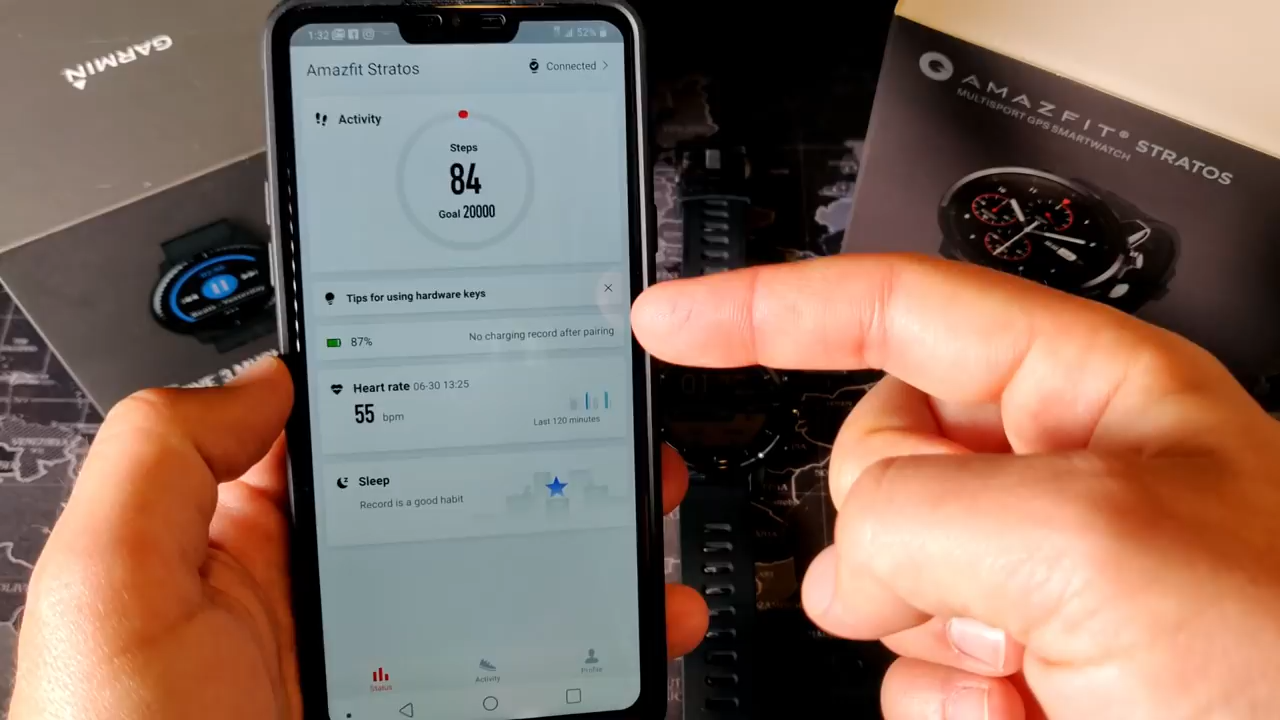 GARMIN
1:32
52%
Amazfit Stratos
Connected
Activity
Steps
84
Goal 20000
Tips for using hardware keys
87%
No charging record after pairing
Heart rate 06-30 13:25
55 bpm
Last 120 minutes
Sleep
Record is a good habit
Status
Activity
Profile
AMAZFIT® STRATOS
MULTISPORT GPS SMARTWATCH